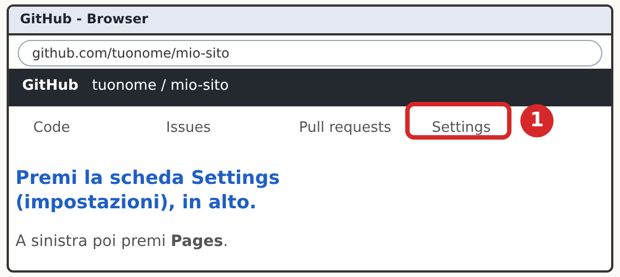 GitHub - Browser
github.com/tuonome/mio-sito
GitHub tuonome / mio-sito
Code Issues Pull requests Settings 1
Premi la scheda Settings
(impostazioni), in alto.
A sinistra poi premi Pages.